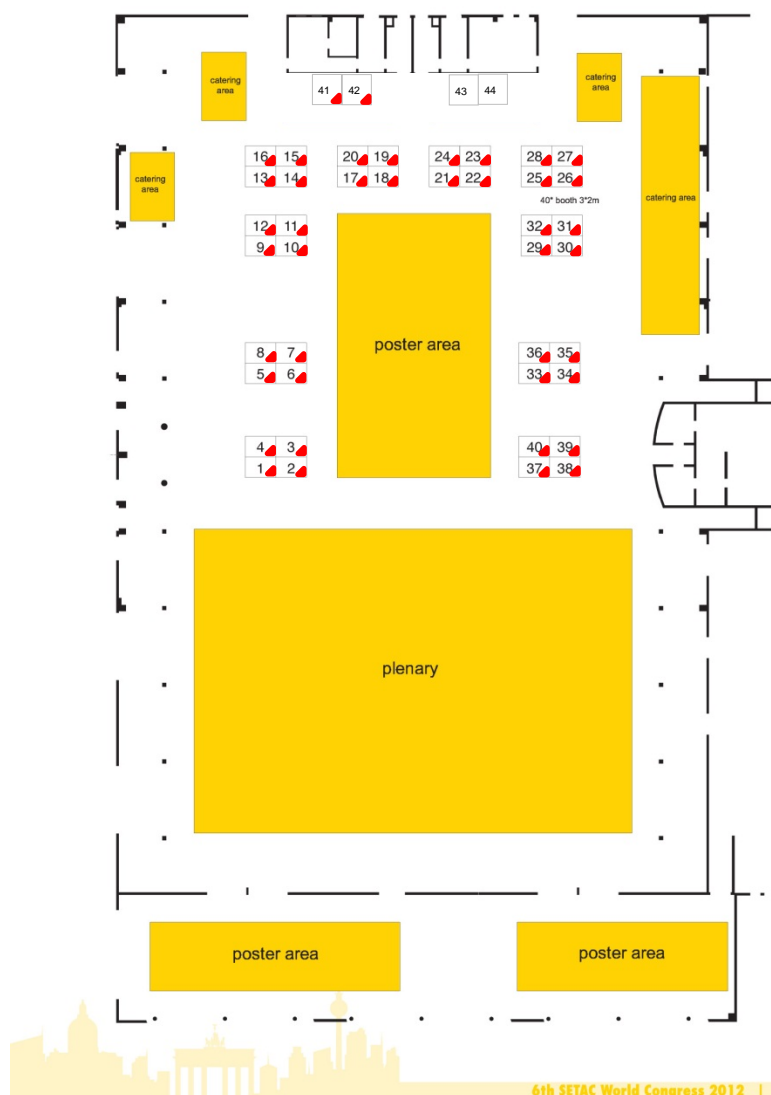 catering
area
catering
area
41 42
43 44
16 15
13 14
20 19
17 18
24 23
21 22
28 27
25 26
catering
area
catering area
40* booth 3*2m
12 11
9 10
32 31
29 30
poster area
8 7
5 6
36 35
33 34
4 3
1 2
40 39
37 38
plenary
poster area
poster area
6th SETAC World Congress 2012 |